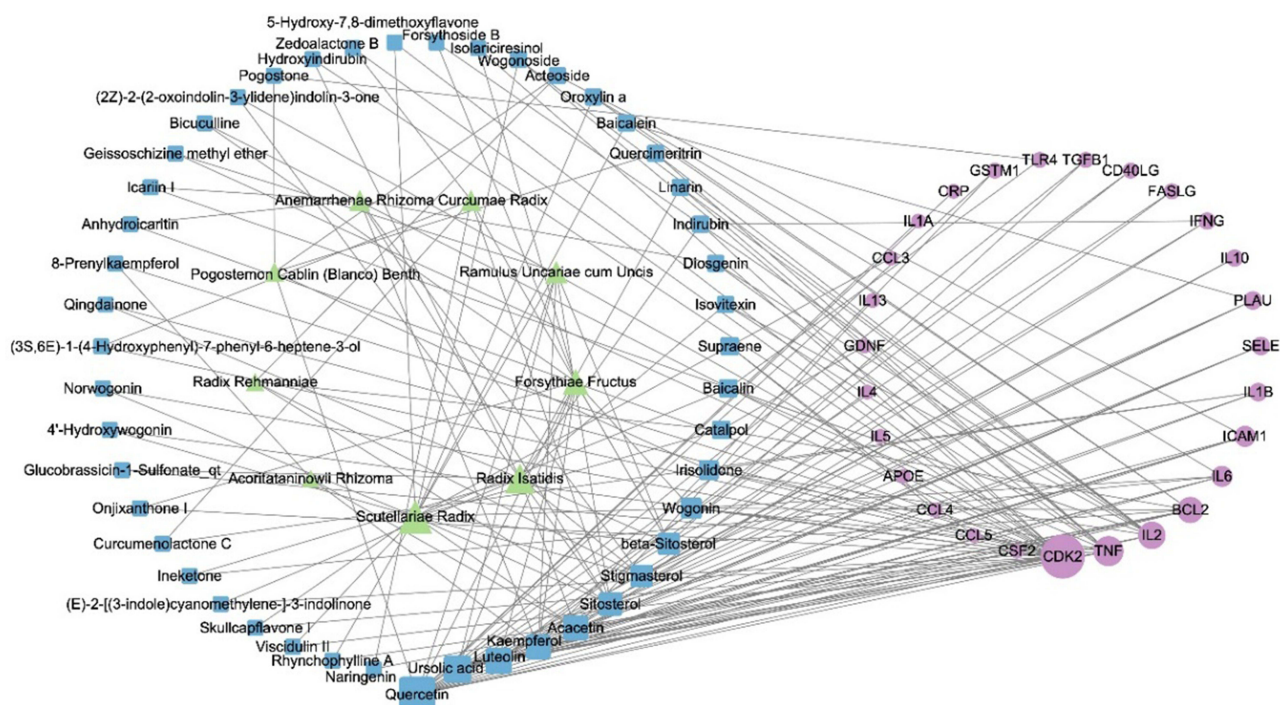 5-Hydroxy-7,8-dimethoxyflavone
Forsythoside B
Zedoalactone B
Isolariciresinol
Hydroxyindirubin
Wogonoside
Pogostone
Acteoside
(2Z)-2-(2-oxoindolin-3-ylidene)indolin-3-one
Oroxylin a
Bicuculline
Baicalein
Geissoschizine methyl ether
Quercimeritrin
Icariin I
Linarin
Anhydroicaritin
Indirubin
8-Prenylkaempferol
Diosgenin
Qingdainone
Isovitexin
(3S,6E)-1-(4-Hydroxyphenyl)-7-phenyl-6-heptene-3-ol
Supraene
Norwogonin
Baicalin
4'-Hydroxywogonin
Catalpol
Glucobrassicin-1-Sulfonate_qt
Irisolidone
Onjixanthone I
Wogonin
Curcumenolactone C
beta-Sitosterol
Ineketone
Stigmasterol
(E)-2-[(3-indole)cyanomethylene-]-3-indolinone
Sitosterol
Skullcapflavone I
Acacetin
Viscidulin II
Kaempferol
Rhynchophylline A
Luteolin
Naringenin
Ursolic acid
Quercetin
Anemarrhenae Rhizoma
Curcumae Radix
Pogostemon Cablin (Blanco) Benth
Ramulus Uncariae cum Uncis
Radix Rehmanniae
Forsythiae Fructus
Acoritataninowii Rhizoma
Radix Isatidis
Scutellariae Radix
TLR4
TGFB1
GSTM1
CD40LG
CRP
FASLG
IL1A
IFNG
CCL3
IL10
IL13
PLAU
GDNF
SELE
IL4
IL1B
IL5
ICAM1
APOE
IL6
CCL4
BCL2
CCL5
IL2
CSF2
CDK2
TNF